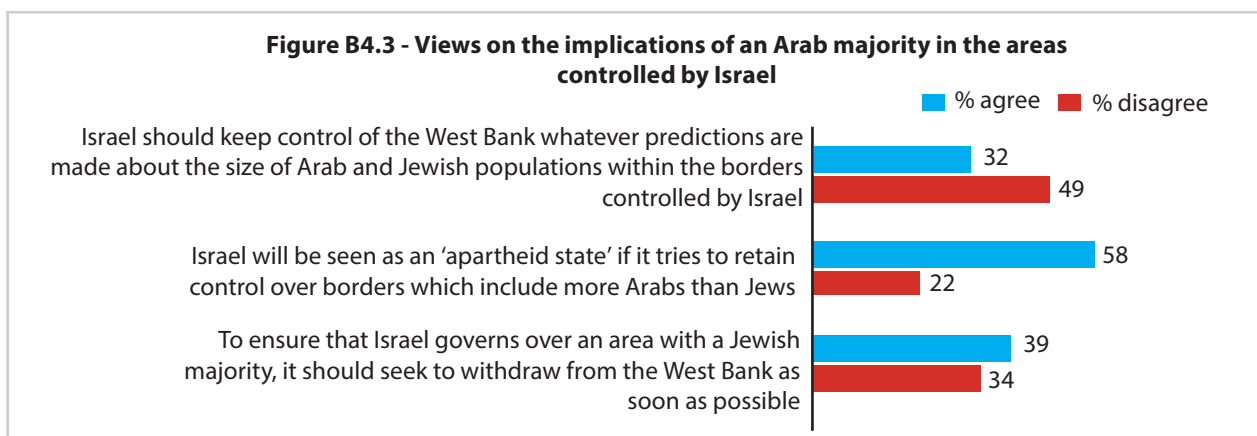 Figure B4.3 - Views on the implications of an Arab majority in the areas
controlled by Israel
% agree % disagree
Israel should keep control of the West Bank whatever predictions are
made about the size of Arab and Jewish populations within the borders
controlled by Israel
32
49
Israel will be seen as an ‘apartheid state’ if it tries to retain
control over borders which include more Arabs than Jews
58
22
To ensure that Israel governs over an area with a Jewish
majority, it should seek to withdraw from the West Bank as
soon as possible
39
34